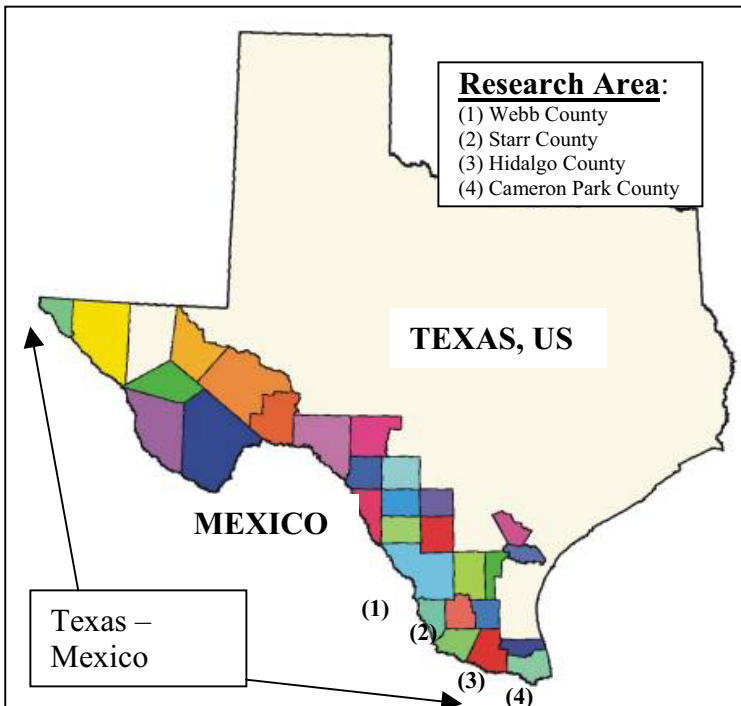 Research Area:
(1) Webb County
(2) Starr County
(3) Hidalgo County
(4) Cameron Park County
TEXAS, US
MEXICO
(1)
(2)
(3)
(4)
Texas –
Mexico